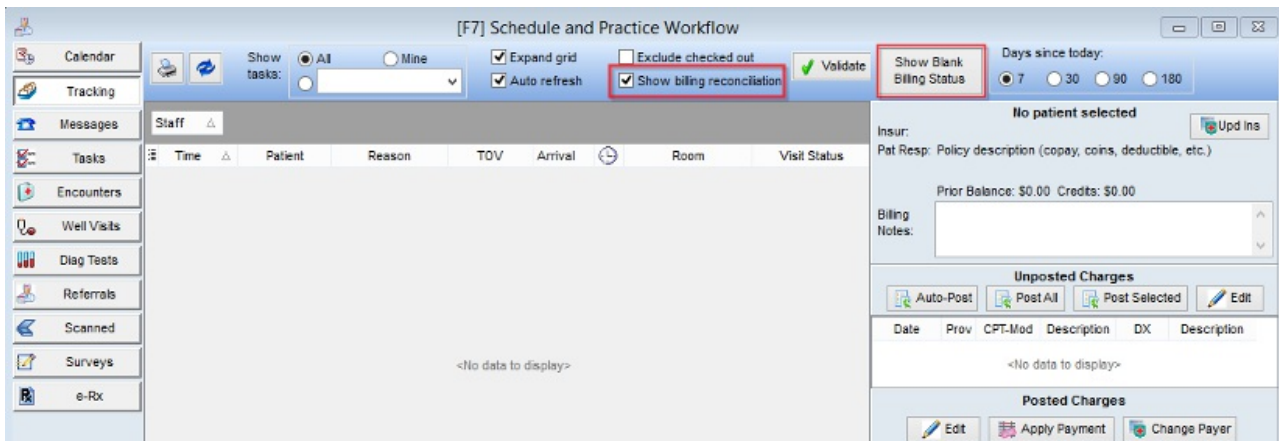 [F7] Schedule and Practice Workflow
Calendar
Tracking
Messages
Tasks
Encounters
Well Visits
Diag Tests
Referrals
Scanned
Surveys
e-Rx
Show tasks:
All
Mine
Expand grid
Auto refresh
Exclude checked out
Show billing reconciliation
Validate
Show Blank
Billing Status
Days since today:
7 30 90 180
Staff
Time Patient Reason TOV Arrival Room Visit Status
<No data to display>
No patient selected
Insur:
Upd Ins
Pat Resp: Policy description (copay, coins, deductible, etc.)
Prior Balance: $0.00 Credits: $0.00
Billing
Notes:
Unposted Charges
Auto-Post Post All Post Selected Edit
Date Prov CPT-Mod Description DX Description
<No data to display>
Posted Charges
Edit Apply Payment Change Payer